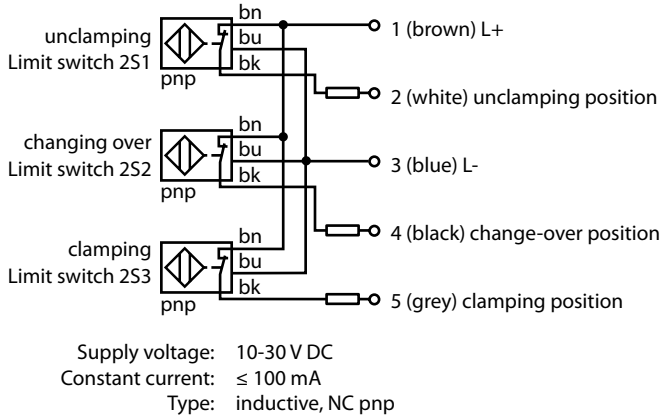 bn
unclamping
bu
1 (brown) L+
Limit switch 2S1
bk
pnp
2 (white) unclamping position
bn
changing over
bu
3 (blue) L-
Limit switch 2S2
bk
pnp
4 (black) change-over position
bn
clamping
bu
Limit switch 2S3
bk
5 (grey) clamping position
pnp
Supply voltage: 10-30 V DC
Constant current: ≤ 100 mA
Type: inductive, NC pnp